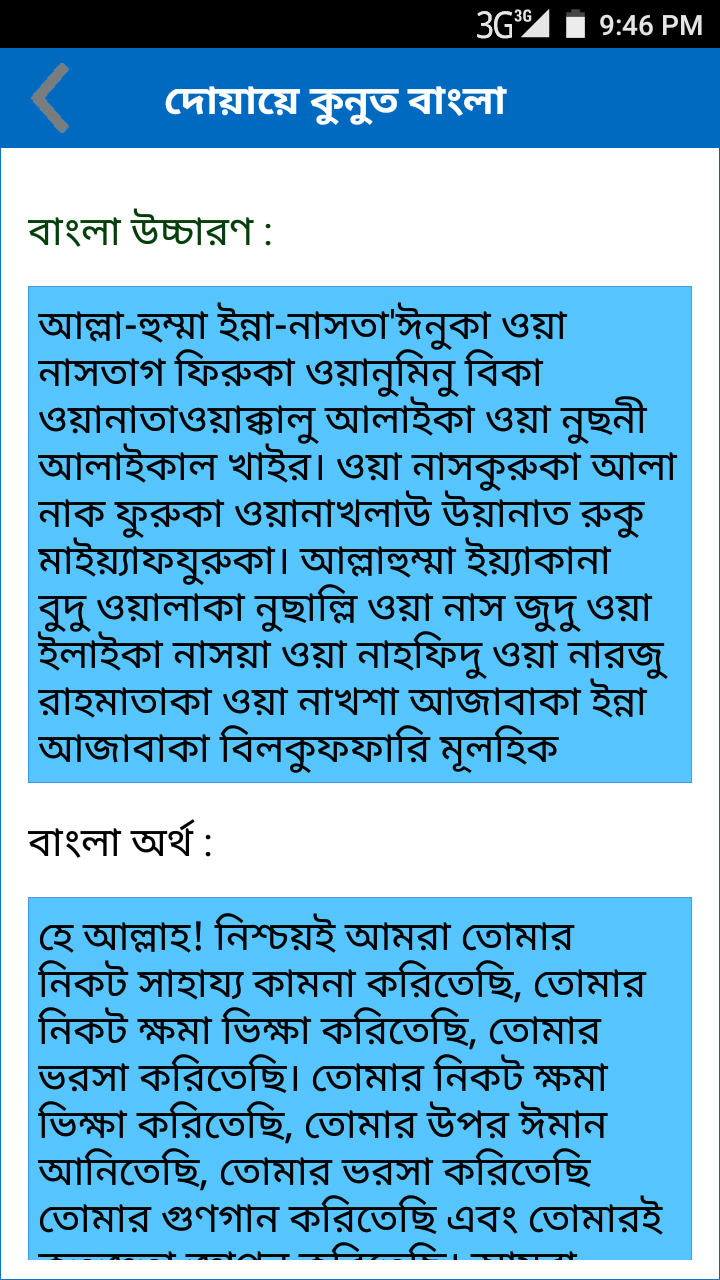 3G 3G 9:46 PM
দোয়ায়ে কুনুত বাংলা
বাংলা উচ্চারণ :
আল্লা-হুম্মা ইন্না-নাসতা'ঈনুকা ওয়া
নাসতাগ ফিরুকা ওয়ানুমিনু বিকা
ওয়ানাতাওয়াক্কালু আলাইকা ওয়া নুছনী
আলাইকাল খাইর। ওয়া নাসকুরুকা আলা
নাক ফুরুকা ওয়ানাখলাউ উয়ানাত রুকু
মাইয়্যাফযুরুকা। আল্লাহুম্মা ইয়্যাকানা
বুদু ওয়ালাকা নুছাল্লি ওয়া নাস জুদু ওয়া
ইলাইকা নাসয়া ওয়া নাহফিদু ওয়া নারজু
রাহমাতাকা ওয়া নাখশা আজাবাকা ইন্না
আজাবাকা বিলকুফফারি মূলহিক
বাংলা অর্থ :
হে আল্লাহ! নিশ্চয়ই আমরা তোমার
নিকট সাহায্য কামনা করিতেছি, তোমার
নিকট ক্ষমা ভিক্ষা করিতেছি, তোমার
ভরসা করিতেছি। তোমার নিকট ক্ষমা
ভিক্ষা করিতেছি, তোমার উপর ঈমান
আনিতেছি, তোমার ভরসা করিতেছি
তোমার গুণগান করিতেছি এবং তোমারই